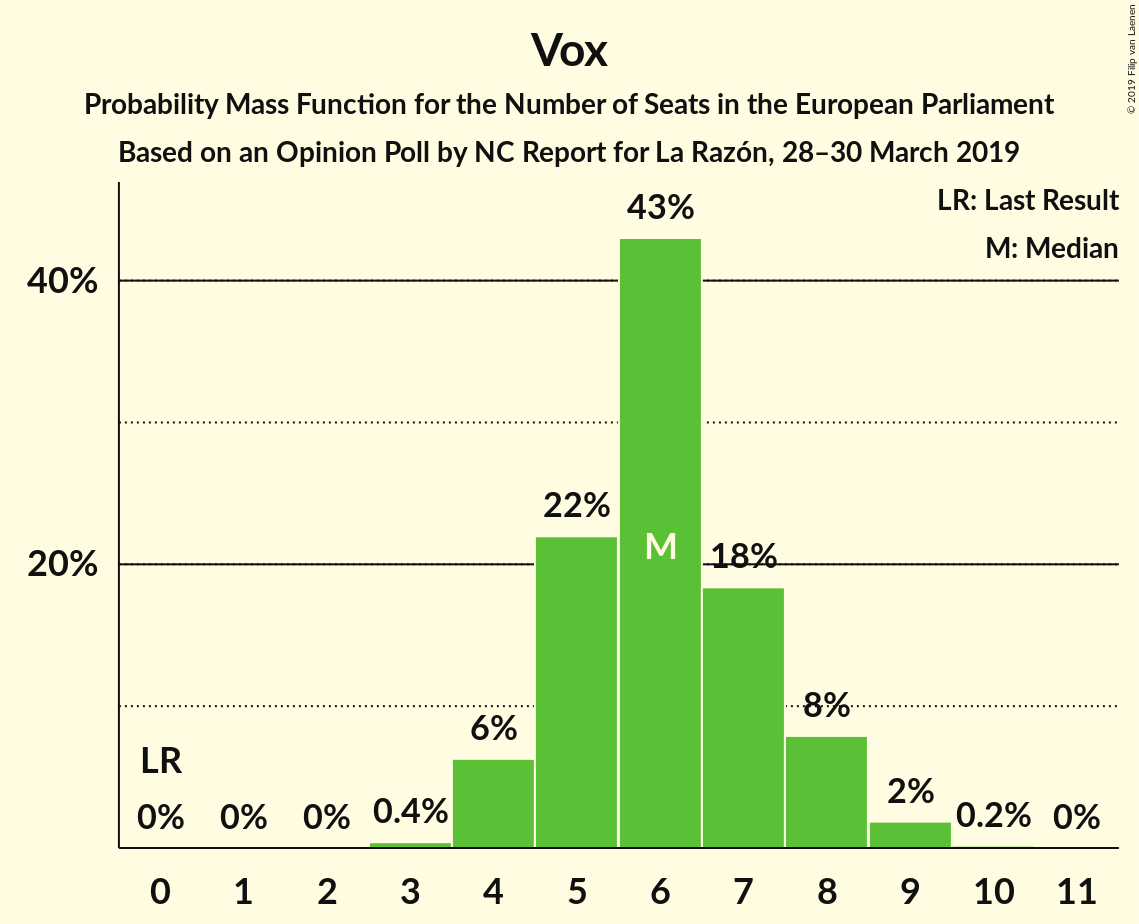 Vox
Probability Mass Function for the Number of Seats in the European Parliament
Based on an Opinion Poll by NC Report for La Razón, 28–30 March 2019
© 2019 Filip van Laenen
LR: Last Result
M: Median
43%
40%
22%
M
18%
20%
6%
8%
LR
0%
0%
0%
0.4%
2%
0.2%
0%
0 1 2 3 4 5 6 7 8 9 10 11